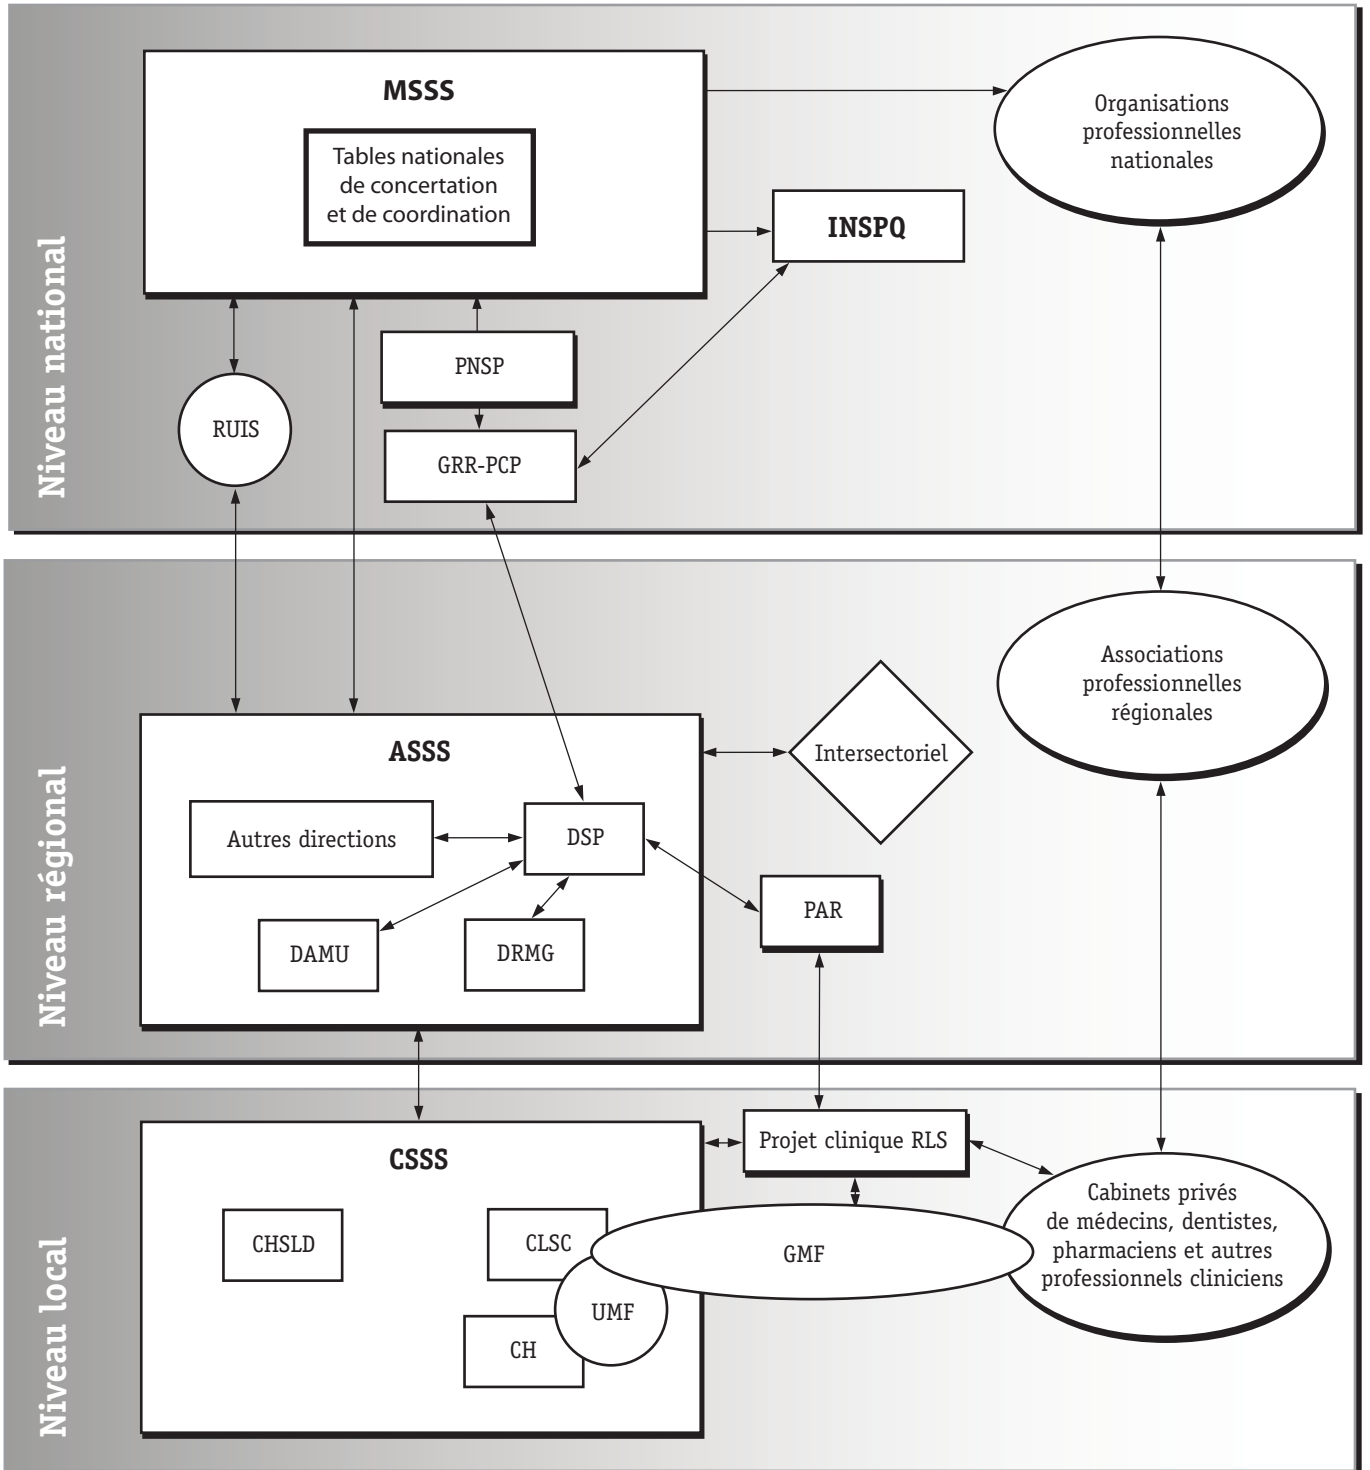 Niveau national
MSSS
Tables nationales
de concertation
et de coordination
Organisations
professionnelles
nationales
INSPQ
PNSP
RUIS
GRR-PCP
Niveau régional
ASSS
Autres directions
DSP
DAMU
DRMG
Intersectoriel
PAR
Associations
professionnelles
régionales
Niveau local
CSSS
CHSLD
CLSC
UMF
CH
Projet clinique RLS
GMF
Cabinets privés
de médecins, dentistes,
pharmaciens et autres
professionnels cliniciens